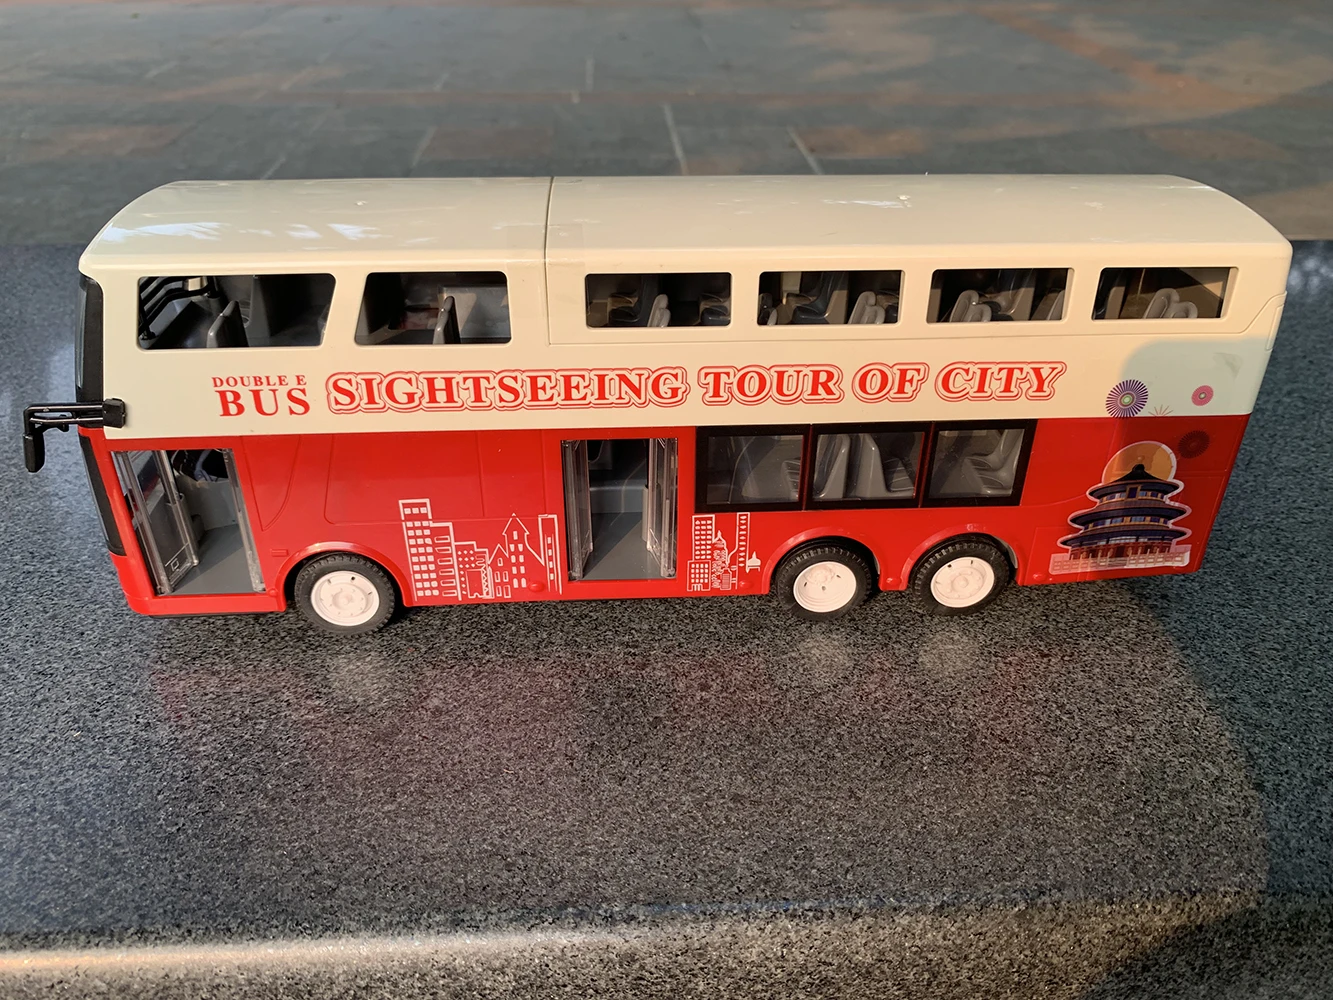 DOUBLE E
BUS
SIGHTSEEING TOUR OF CITY